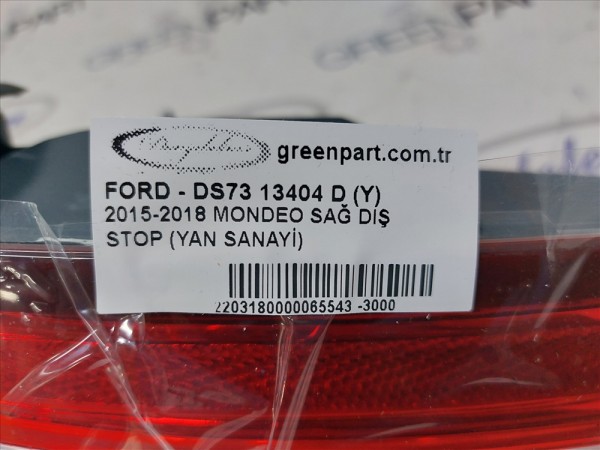 greenpart.com.tr
FORD - DS73 13404 D (Y)
2015-2018 MONDEO SAĞ DIŞ
STOP (YAN SANAYİ)
2203180000065543 -3000